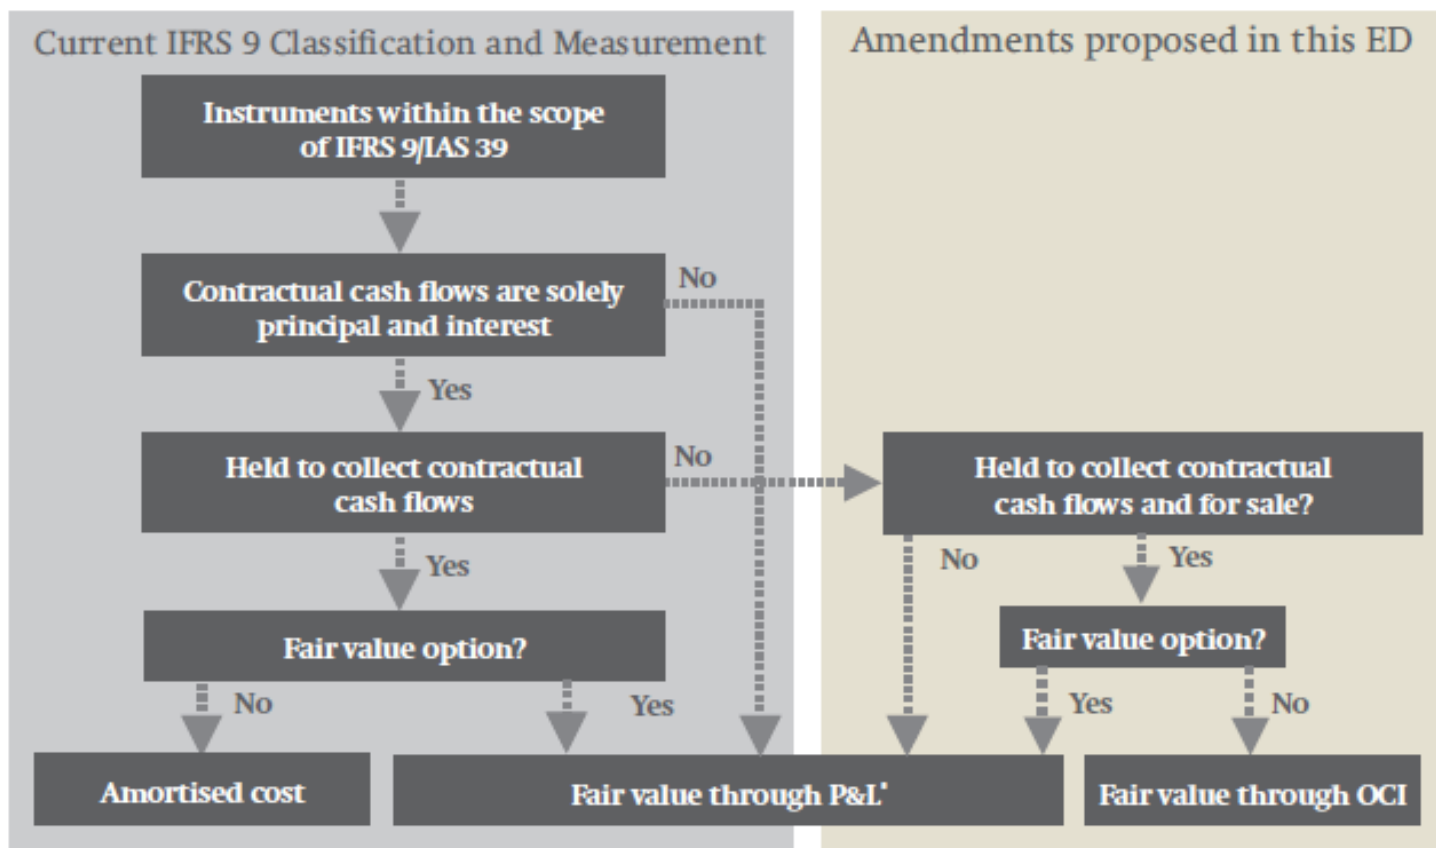 Current IFRS 9 Classification and Measurement
Amendments proposed in this ED
Instruments within the scope
of IFRS 9/IAS 39
Contractual cash flows are solely
principal and interest
No
Yes
Held to collect contractual
cash flows
No
Held to collect contractual
cash flows and for sale?
Yes
No
Yes
Fair value option?
Fair value option?
No
Yes
Yes
No
Amortised cost
Fair value through P&L*
Fair value through OCI